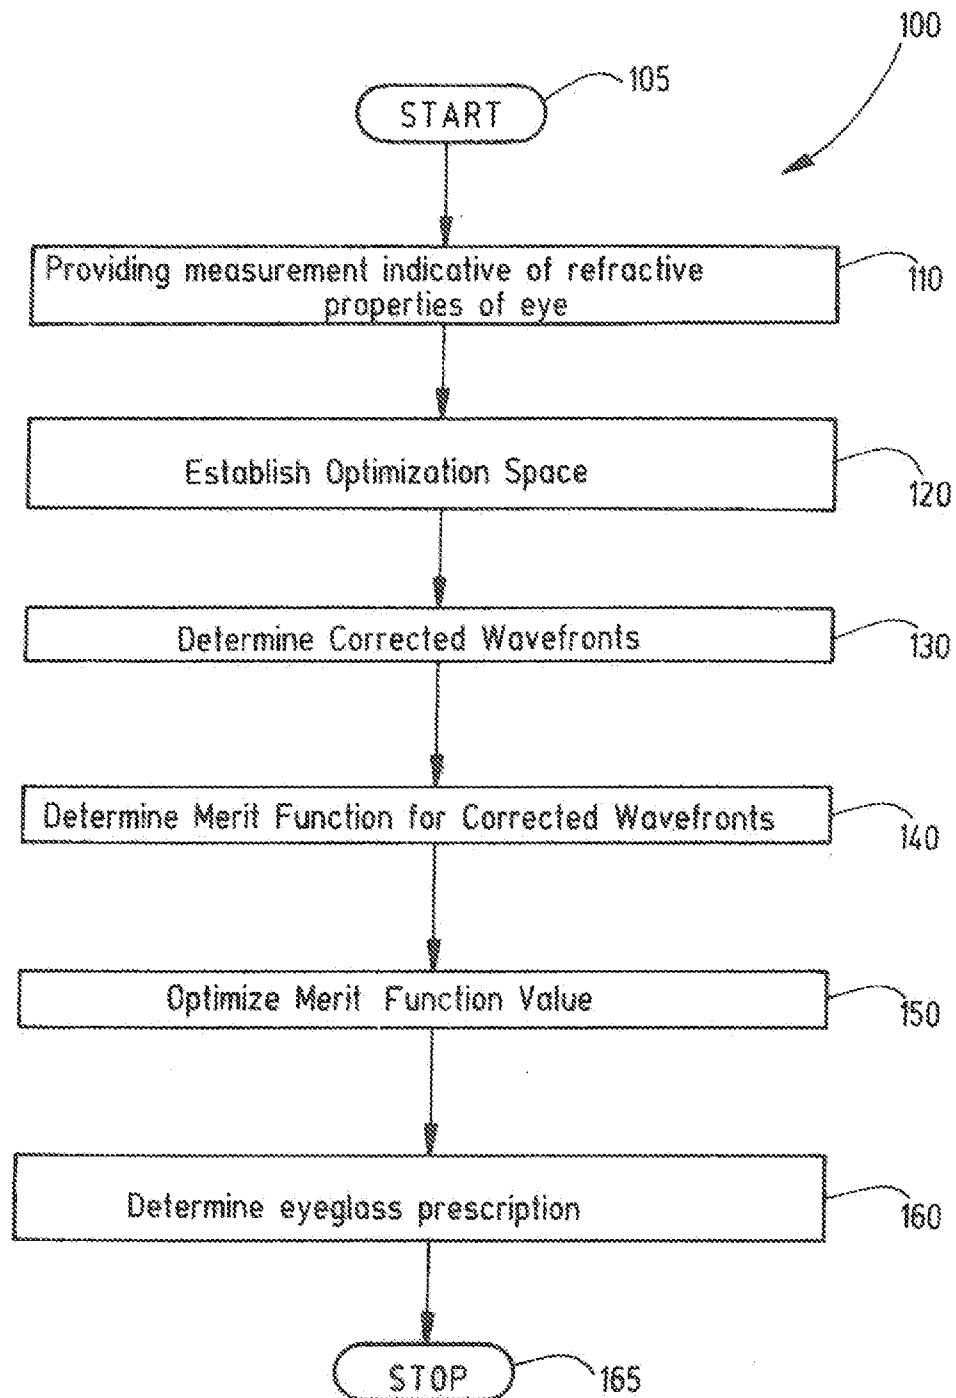 100
START
105
Providing measurement indicative of refractive
properties of eye
110
Establish Optimization Space
120
Determine Corrected Wavefronts
130
Determine Merit Function for Corrected Wavefronts
140
Optimize Merit Function Value
150
Determine eyeglass prescription
160
STOP
165